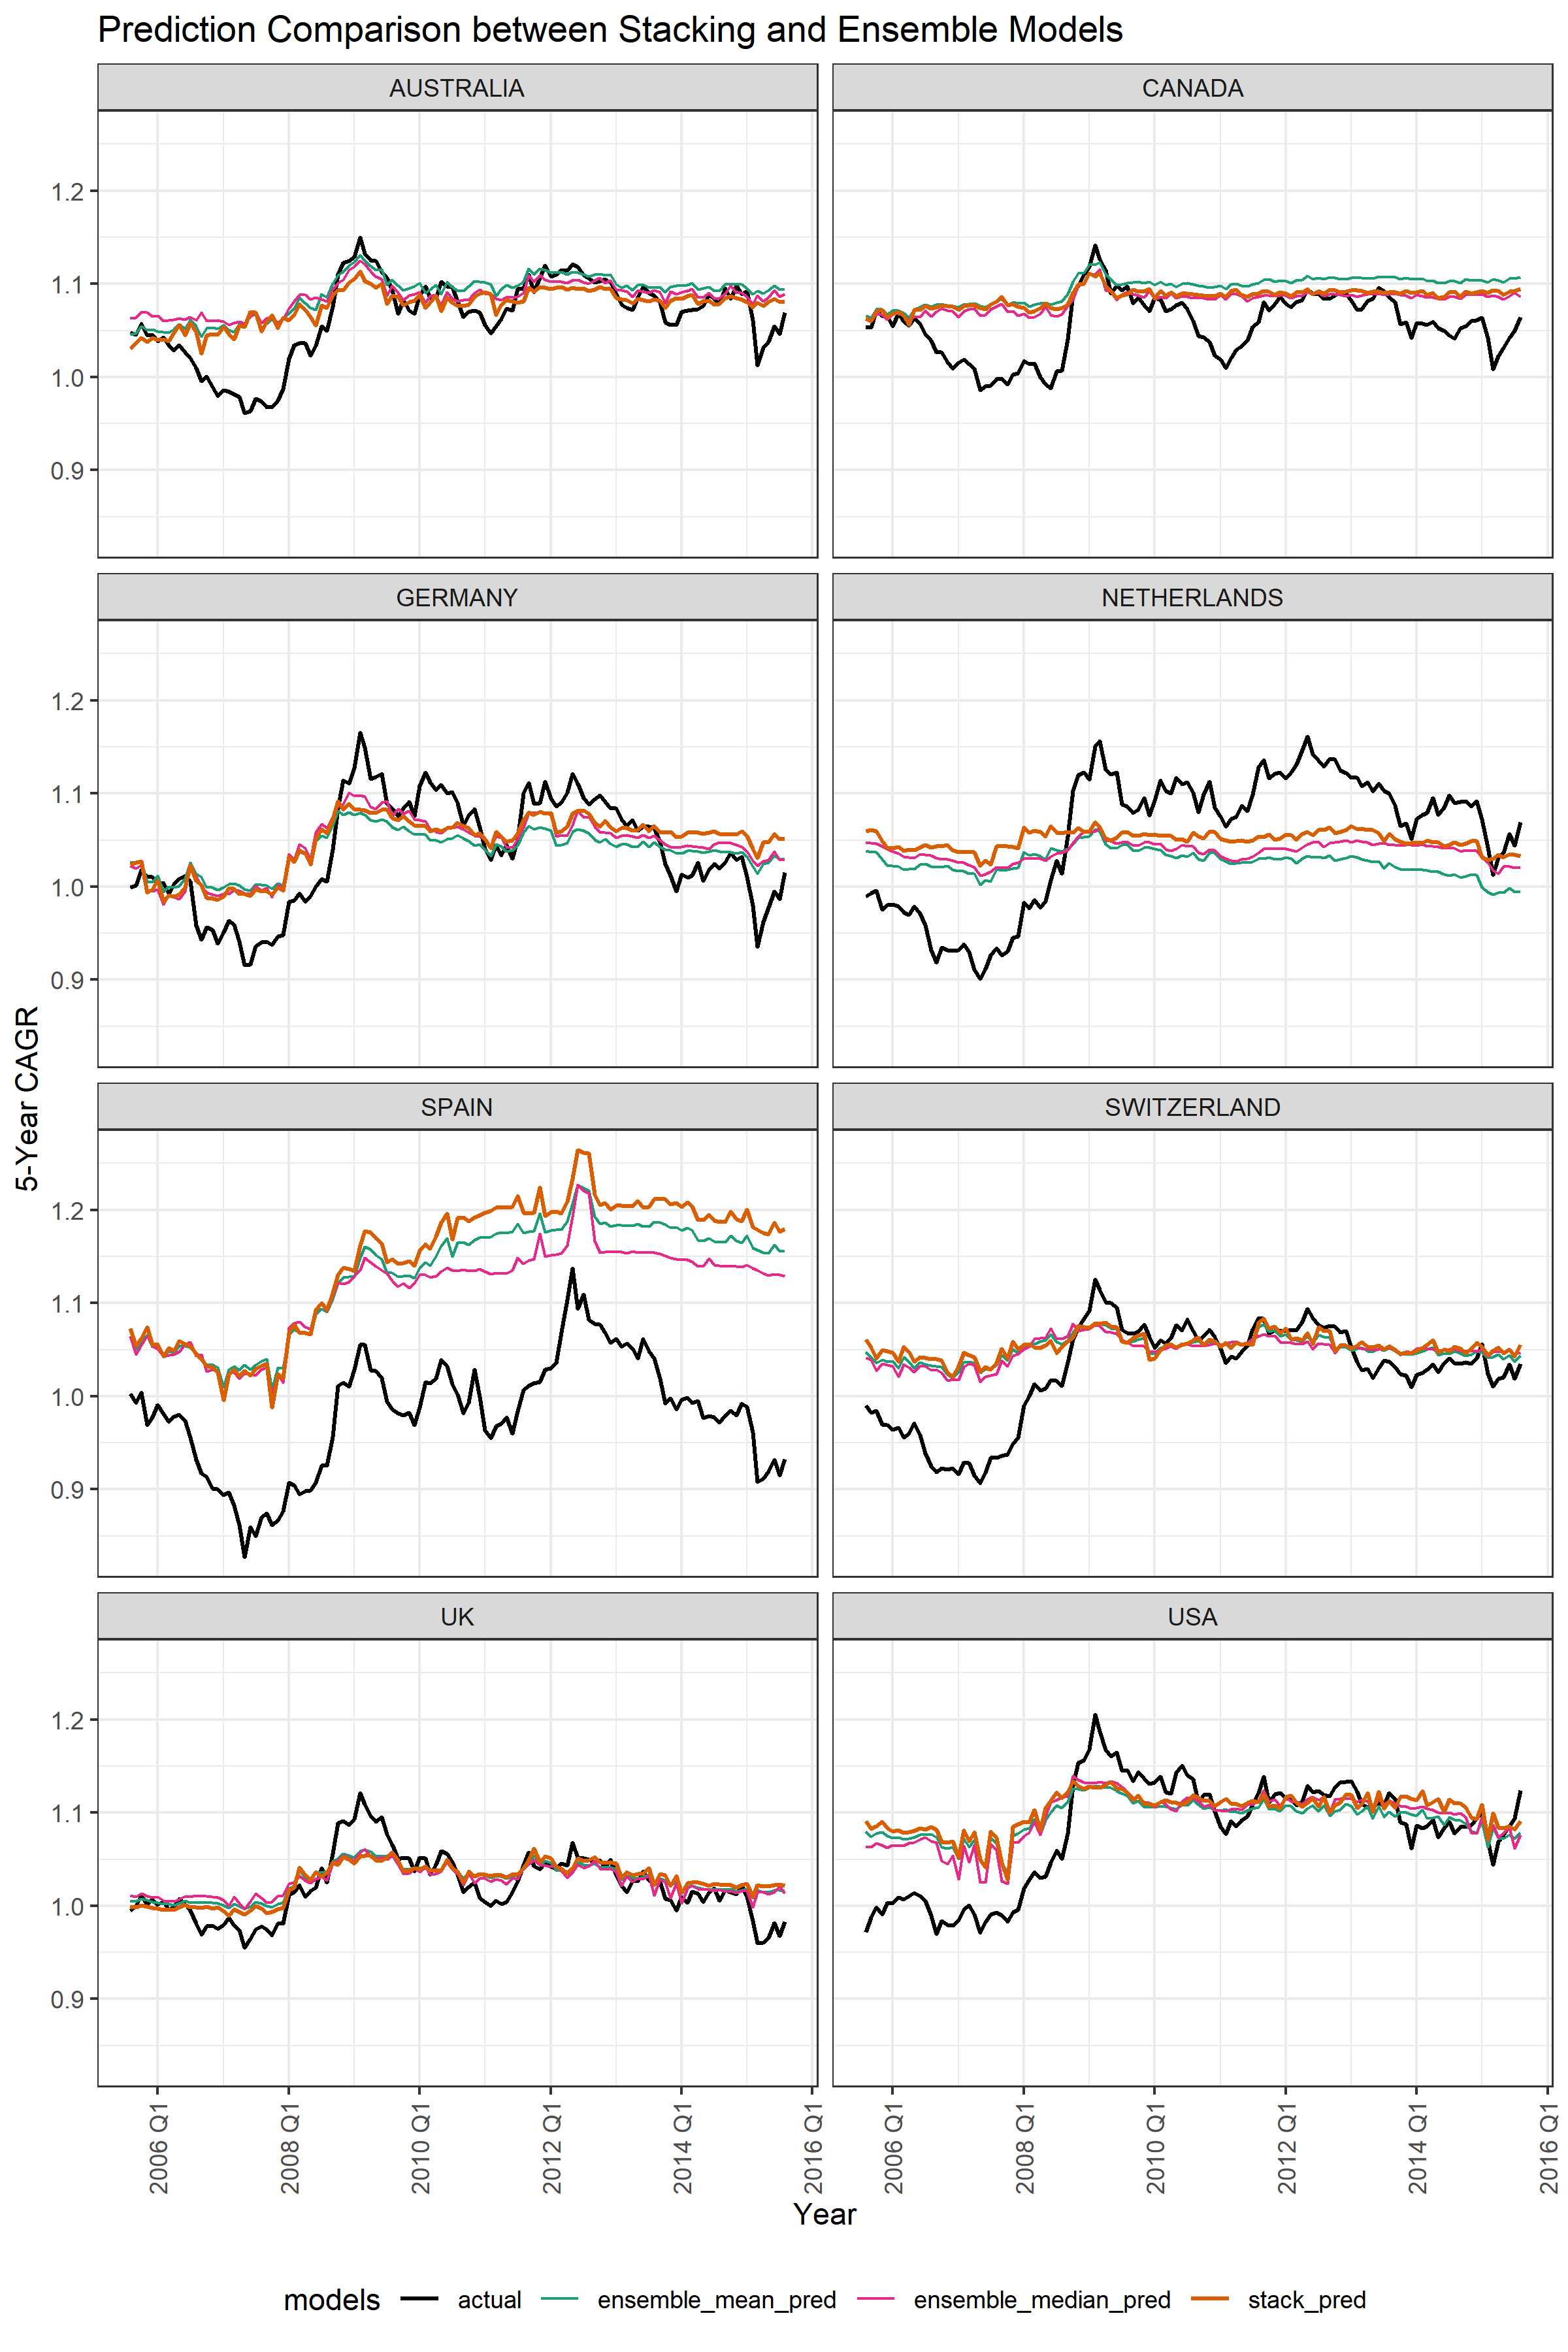 Prediction Comparison between Stacking and Ensemble Models
AUSTRALIA
CANADA
1.2
1.1
1.0
0.9
GERMANY
NETHERLANDS
1.2
1.1
1.0
0.9
5-Year CAGR
SPAIN
SWITZERLAND
1.2
1.1
1.0
0.9
UK
USA
1.2
1.1
1.0
0.9
2006 Q1
2008 Q1
2010 Q1
2012 Q1
2014 Q1
2016 Q1
2006 Q1
2008 Q1
2010 Q1
2012 Q1
2014 Q1
2016 Q1
Year
models actual ensemble_mean_pred ensemble_median_pred stack_pred